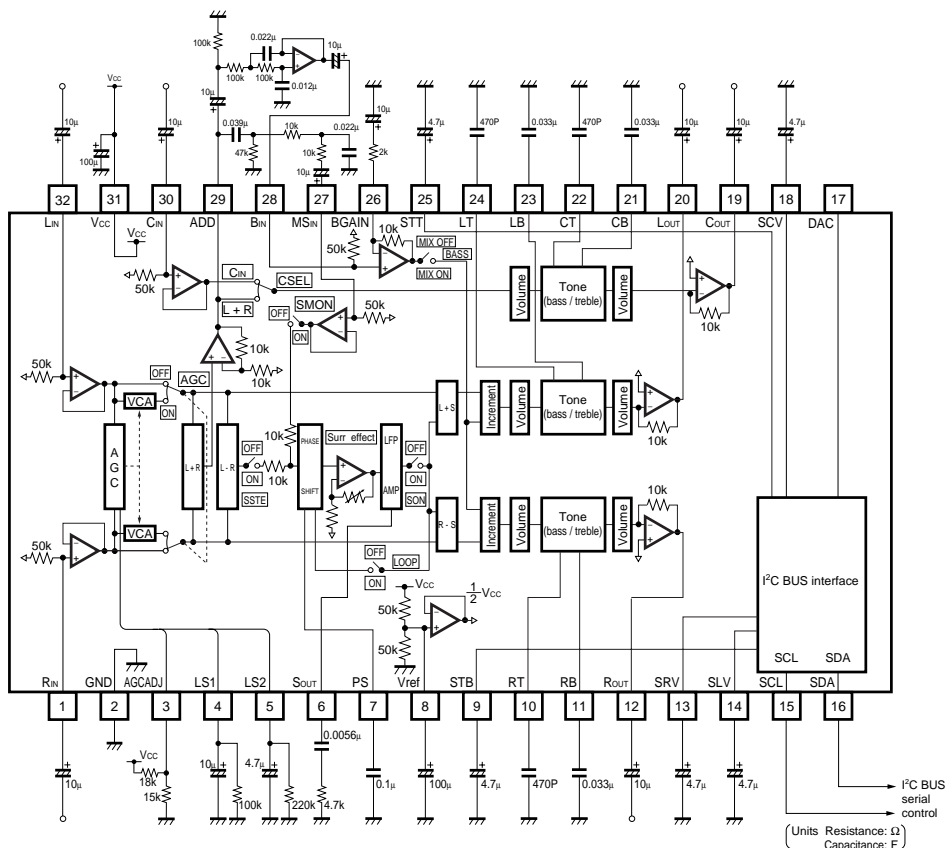 100k
0.022μ
10μ
100k
100k
0.012μ
Vcc
10μ
100μ
10μ
10μ
0.039μ
47k
10k
10k
10μ
0.022μ
10μ
2k
4.7μ
470P
0.033μ
470P
0.033μ
10μ
10μ
4.7μ
32
31
30
29
28
27
26
25
24
23
22
21
20
19
18
17
LIN
VCC
CIN
ADD
BIN
MSIN
BGAIN
STT
LT
LB
CT
CB
LOUT
COUT
SCV
DAC
VCC
50k
CIN
CSEL
L + R
50k
10k
MIX OFF
BASS
MIX ON
SMON
OFF
ON
50k
Volume
Tone
(bass / treble)
Volume
10k
10k
10k
50k
OFF
AGC
VCA
ON
AGC
L + R
L - R
10k
OFF
ON
10k
SSTE
PHASE
SHIFT
Surr effect
LFP
AMP
OFF
ON
SON
L + S
Increment
Volume
Tone
(bass / treble)
Volume
10k
R - S
Increment
Volume
Tone
(bass / treble)
Volume
10k
50k
VCA
OFF
LOOP
ON
VCC
50k
50k
1/2 VCC
I²C BUS interface
SCL
SDA
RIN
GND
AGCADJ
LS1
LS2
SOUT
PS
Vref
STB
RT
RB
ROUT
SRV
SLV
SCL
SDA
1
2
3
4
5
6
7
8
9
10
11
12
13
14
15
16
10μ
VCC
18k
15k
10μ
100k
4.7μ
220k
0.0056μ
4.7k
0.1μ
100μ
4.7μ
470P
0.033μ
10μ
4.7μ
4.7μ
I²C BUS
serial
control
(Units Resistance: Ω
Capacitance: F)